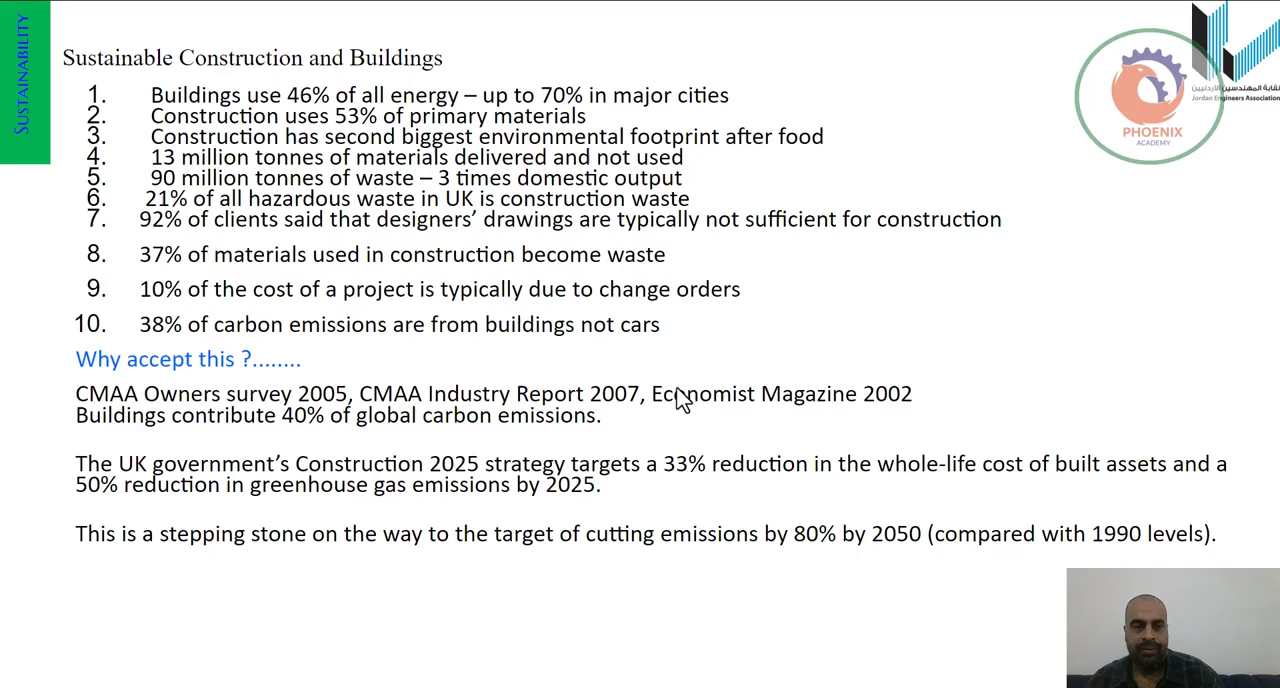 SUSTAINABILITY
Sustainable Construction and Buildings
1. Buildings use 46% of all energy – up to 70% in major cities
2. Construction uses 53% of primary materials
3. Construction has second biggest environmental footprint after food
4. 13 million tonnes of materials delivered and not used
5. 90 million tonnes of waste – 3 times domestic output
6. 21% of all hazardous waste in UK is construction waste
7. 92% of clients said that designers’ drawings are typically not sufficient for construction
8. 37% of materials used in construction become waste
9. 10% of the cost of a project is typically due to change orders
10. 38% of carbon emissions are from buildings not cars
Why accept this ?........
CMAA Owners survey 2005, CMAA Industry Report 2007, Economist Magazine 2002
Buildings contribute 40% of global carbon emissions.
The UK government’s Construction 2025 strategy targets a 33% reduction in the whole-life cost of built assets and a
50% reduction in greenhouse gas emissions by 2025.
This is a stepping stone on the way to the target of cutting emissions by 80% by 2050 (compared with 1990 levels).
نقابة المهندسين الأردنيين
Jordan Engineers Association
PHOENIX
ACADEMY